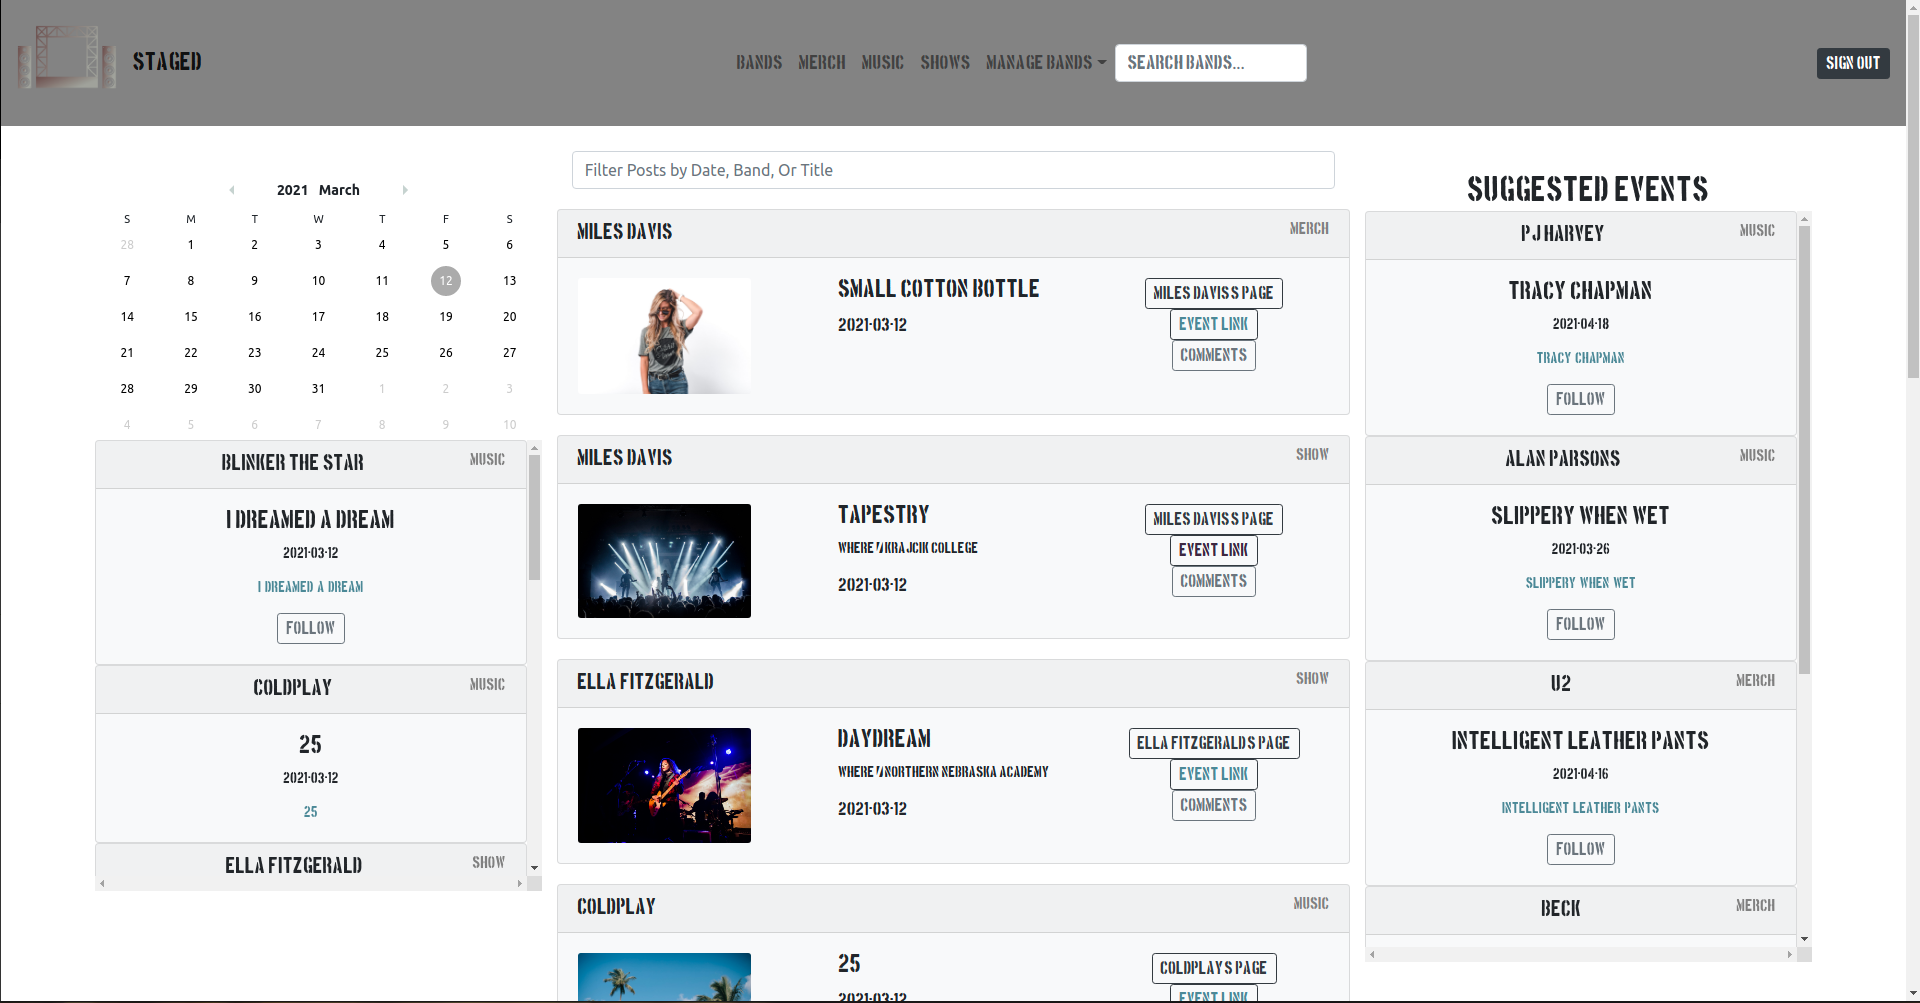 STAGED
BANDS MERCH MUSIC SHOWS MANAGE BANDS SEARCH BANDS... SIGN OUT
2021 March
S M T W T F S
28 1 2 3 4 5 6
7 8 9 10 11 12 13
14 15 16 17 18 19 20
21 22 23 24 25 26 27
28 29 30 31 1 2 3
4 5 6 7 8 9 10
BLINKER THE STAR MUSIC
I DREAMED A DREAM
2021-03-12
I DREAMED A DREAM
FOLLOW
COLDPLAY MUSIC
25
2021-03-12
25
ELLA FITZGERALD SHOW
Filter Posts by Date, Band, Or Title
MILES DAVIS MERCH
SMALL COTTON BOTTLE
2021-03-12
MILES DAVISS PAGE
EVENT LINK
COMMENTS
MILES DAVIS SHOW
TAPESTRY
WHERE // KRAJCIK COLLEGE
2021-03-12
MILES DAVISS PAGE
EVENT LINK
COMMENTS
ELLA FITZGERALD SHOW
DAYDREAM
WHERE // NORTHERN NEBRASKA ACADEMY
2021-03-12
ELLA FITZGERALDS PAGE
EVENT LINK
COMMENTS
COLDPLAY MUSIC
25
2021-03-12
COLDPLAYS PAGE
EVENT LINK
SUGGESTED EVENTS
PJ HARVEY MUSIC
TRACY CHAPMAN
2021-04-18
TRACY CHAPMAN
FOLLOW
ALAN PARSONS MUSIC
SLIPPERY WHEN WET
2021-03-26
SLIPPERY WHEN WET
FOLLOW
U2 MERCH
INTELLIGENT LEATHER PANTS
2021-04-16
INTELLIGENT LEATHER PANTS
FOLLOW
BECK MERCH